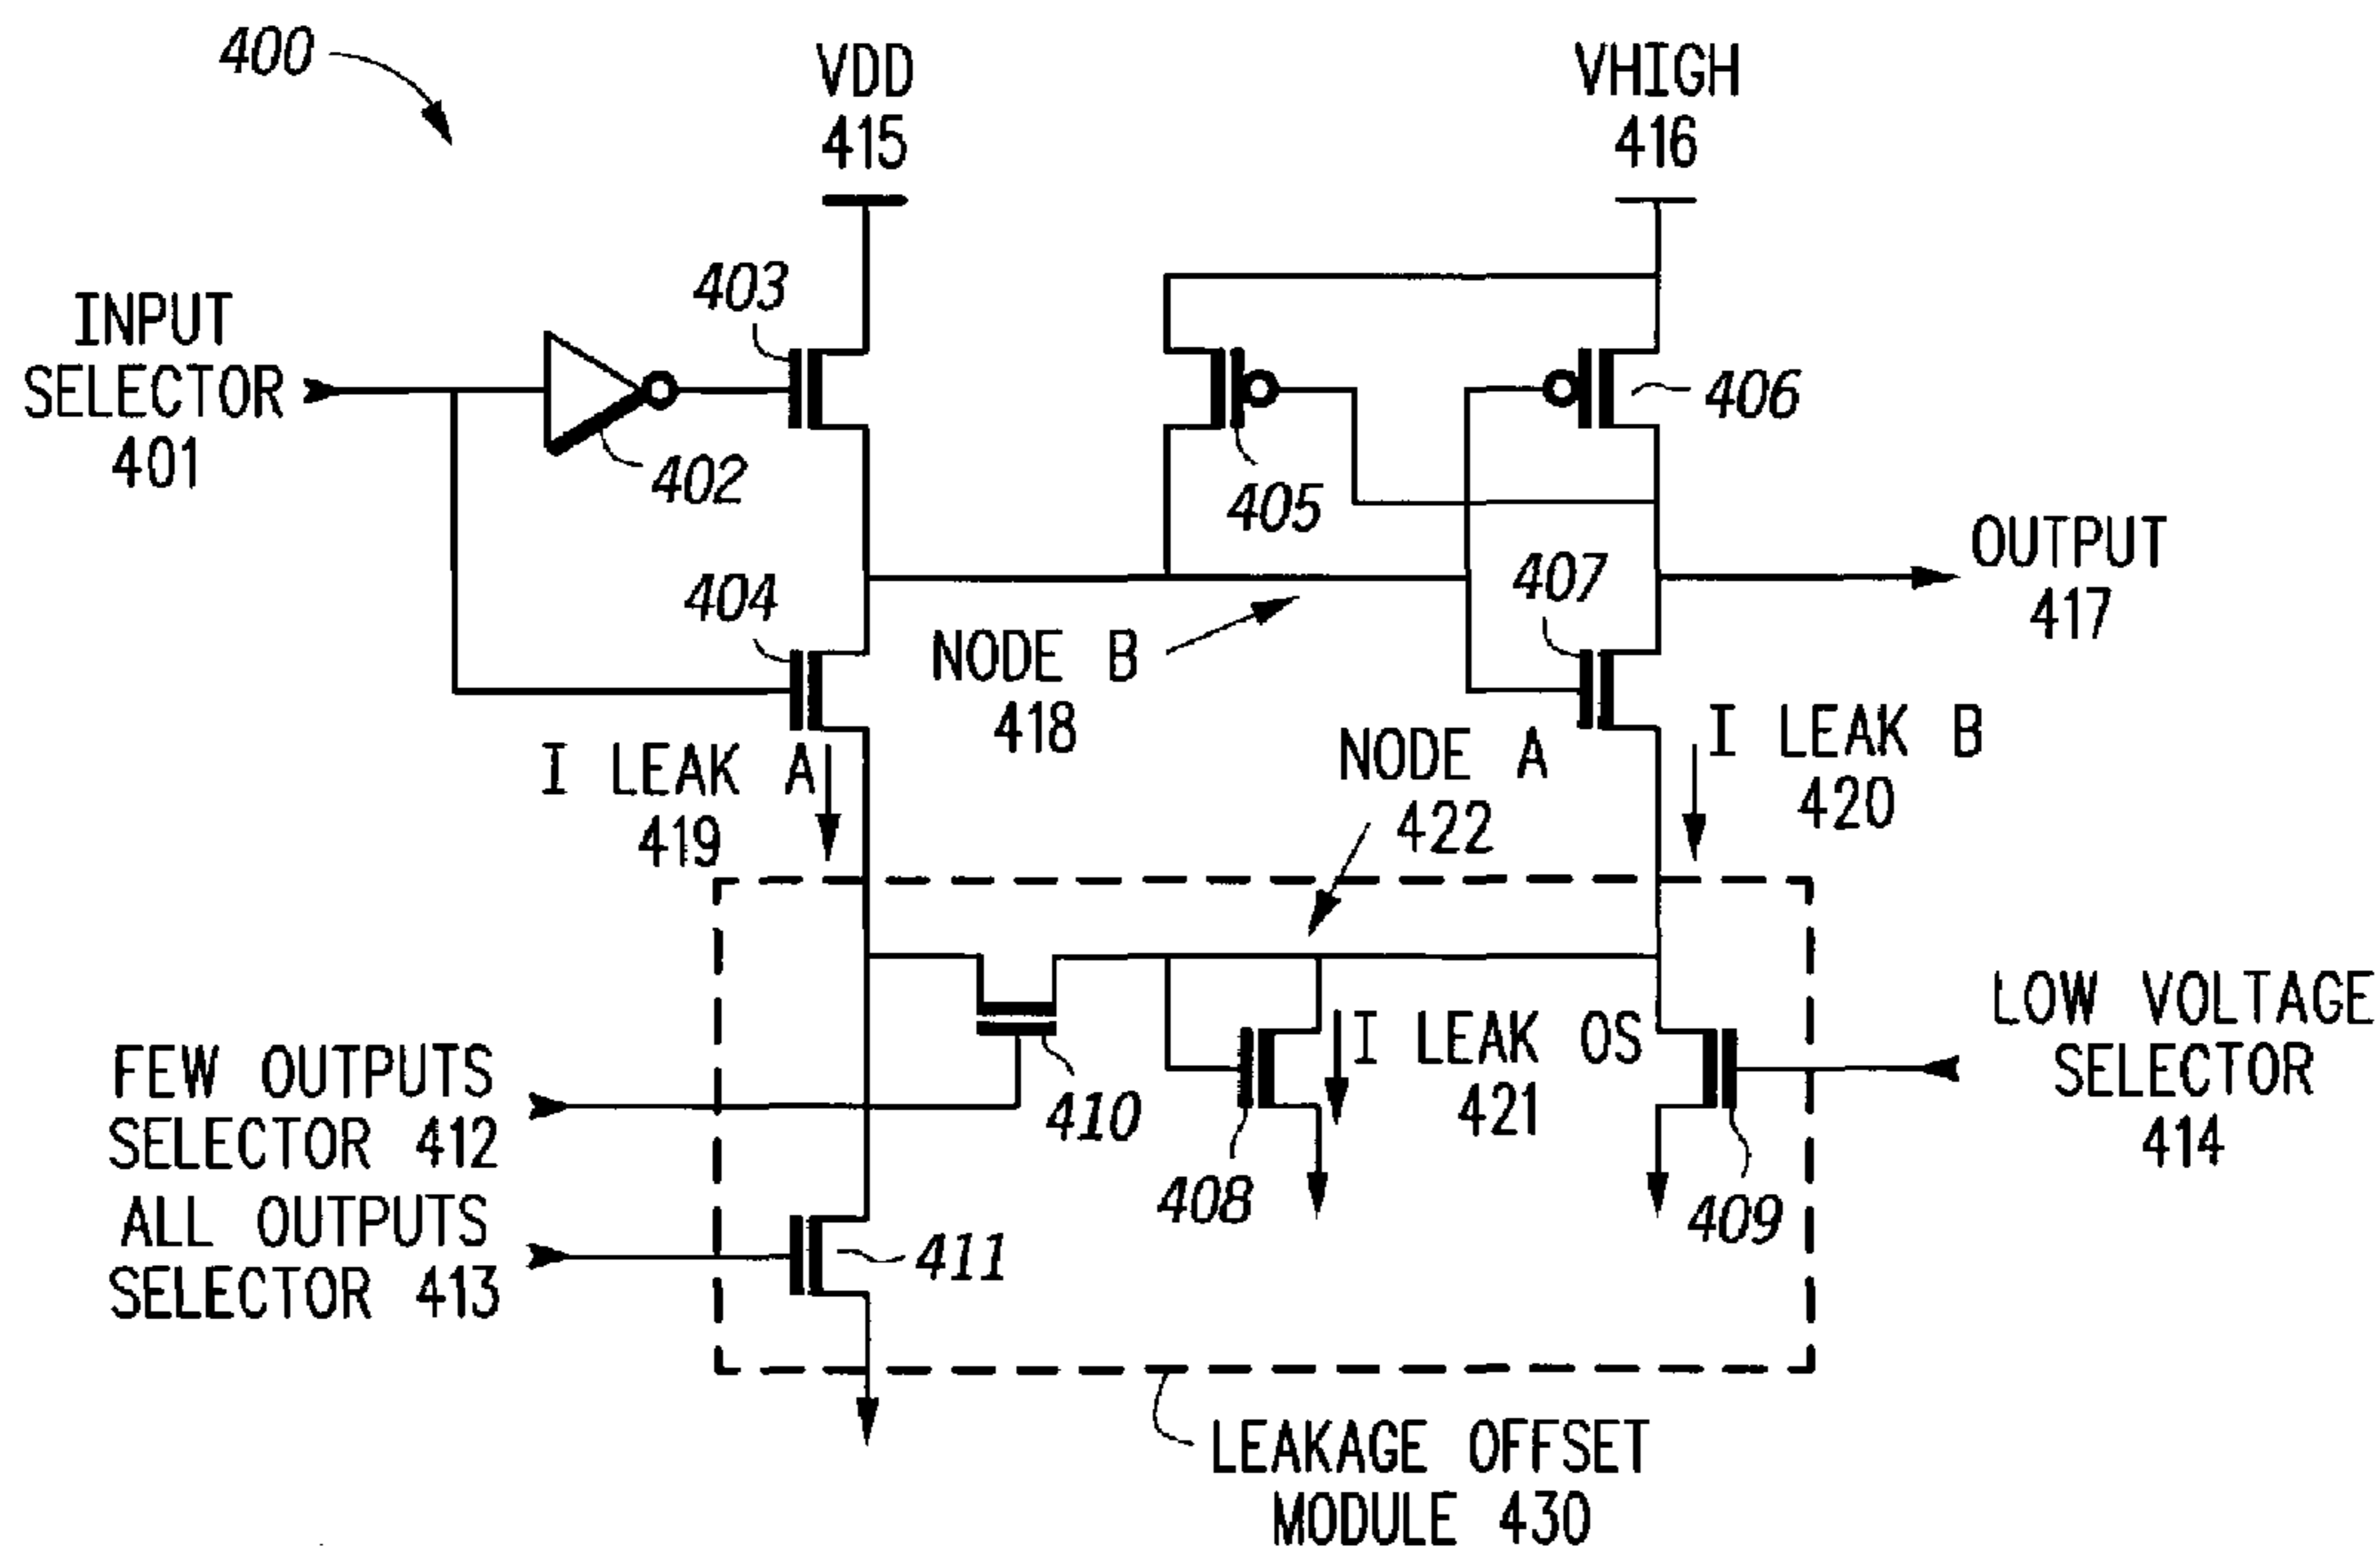 400
VDD
415
VHIGH
416
INPUT
SELECTOR
401
402
403
404
405
406
407
OUTPUT
417
NODE B
418
I LEAK A
419
NODE A
422
I LEAK B
420
FEW OUTPUTS
SELECTOR 412
ALL OUTPUTS
SELECTOR 413
410
411
408
I LEAK OS
421
409
LOW VOLTAGE
SELECTOR
414
LEAKAGE OFFSET
MODULE 430